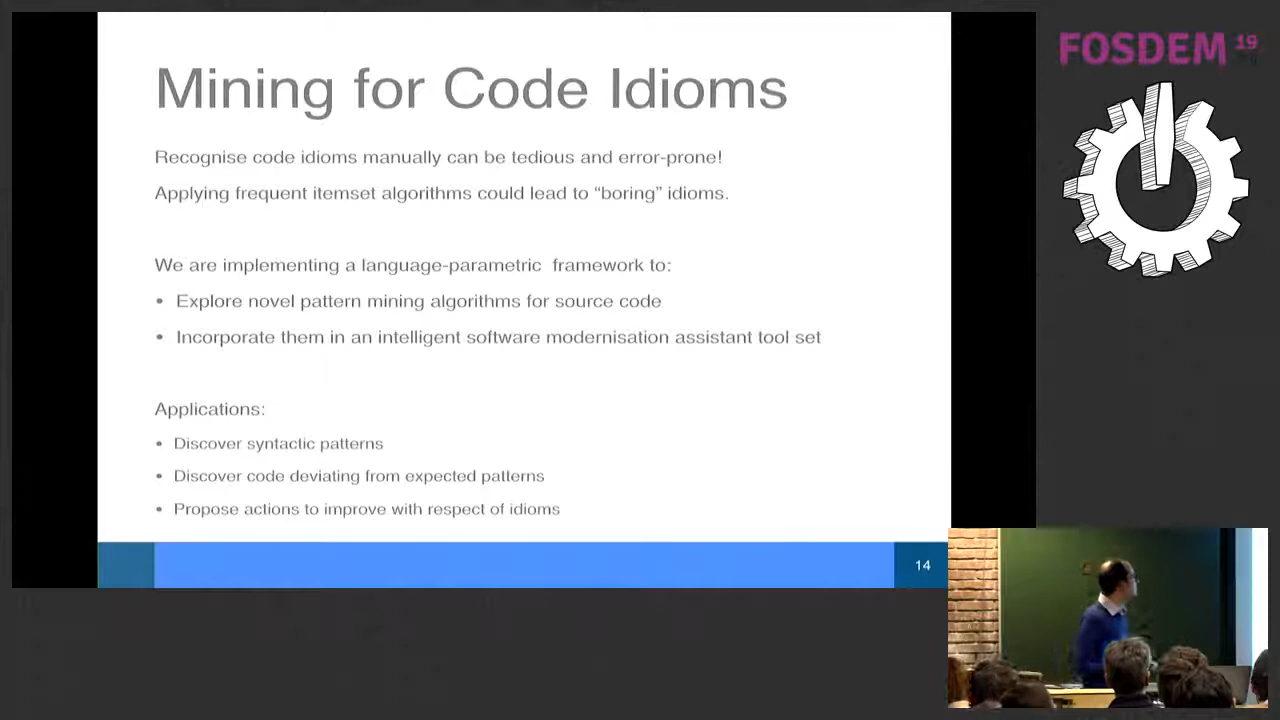 Mining for Code Idioms
Recognise code idioms manually can be tedious and error-prone!
Applying frequent itemset algorithms could lead to “boring” idioms.
We are implementing a language-parametric framework to:
• Explore novel pattern mining algorithms for source code
• Incorporate them in an intelligent software modernisation assistant tool set
Applications:
• Discover syntactic patterns
• Discover code deviating from expected patterns
• Propose actions to improve with respect of idioms
14
FOSDEM 19